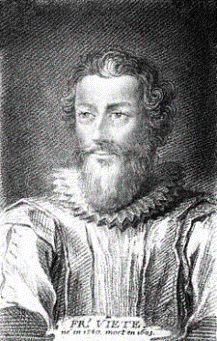 FR.^s VIETE
né en 1540. mort en 1603.